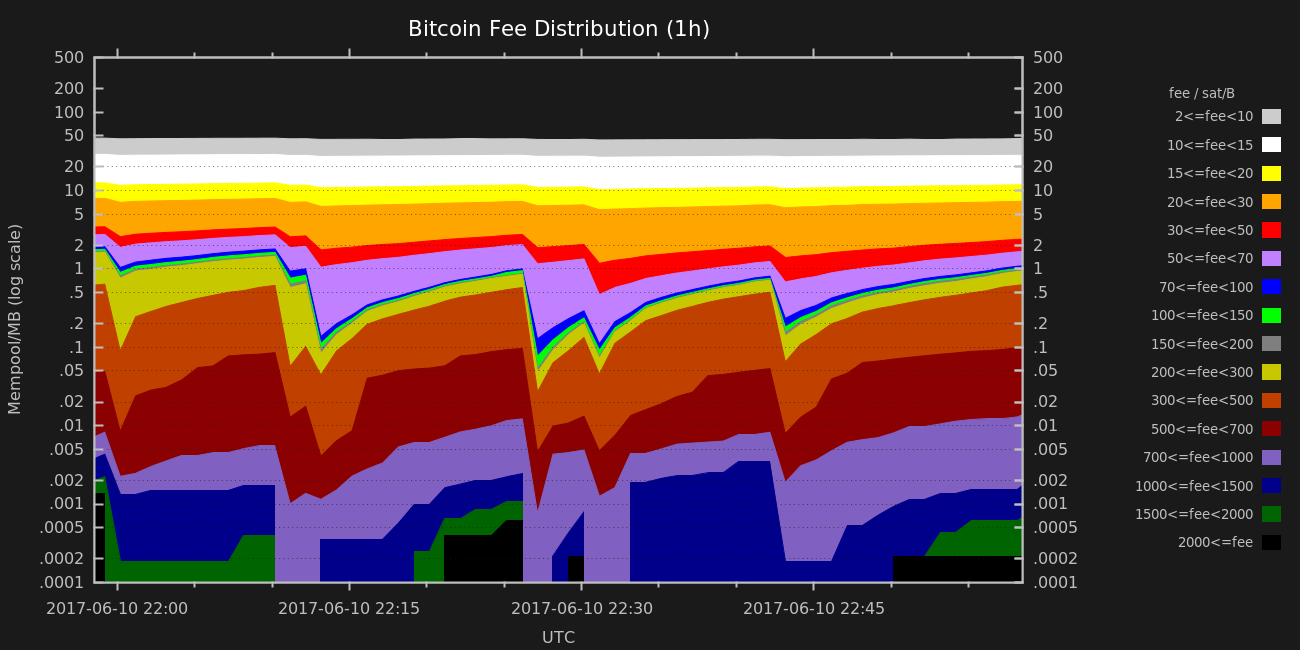 Bitcoin Fee Distribution (1h)
500 500
200 200
100 100
50 50
20 20
10 10
5 5
2 2
1 1
.5 .5
.2 .2
.1 .1
.05 .05
.02 .02
.01 .01
.005 .005
.002 .002
.001 .001
.0005 .0005
.0002 .0002
.0001 .0001
Mempool/MB (log scale)
2017-06-10 22:00 2017-06-10 22:15 2017-06-10 22:30 2017-06-10 22:45
UTC
fee / sat/B
2<=fee<10
10<=fee<15
15<=fee<20
20<=fee<30
30<=fee<50
50<=fee<70
70<=fee<100
100<=fee<150
150<=fee<200
200<=fee<300
300<=fee<500
500<=fee<700
700<=fee<1000
1000<=fee<1500
1500<=fee<2000
2000<=fee